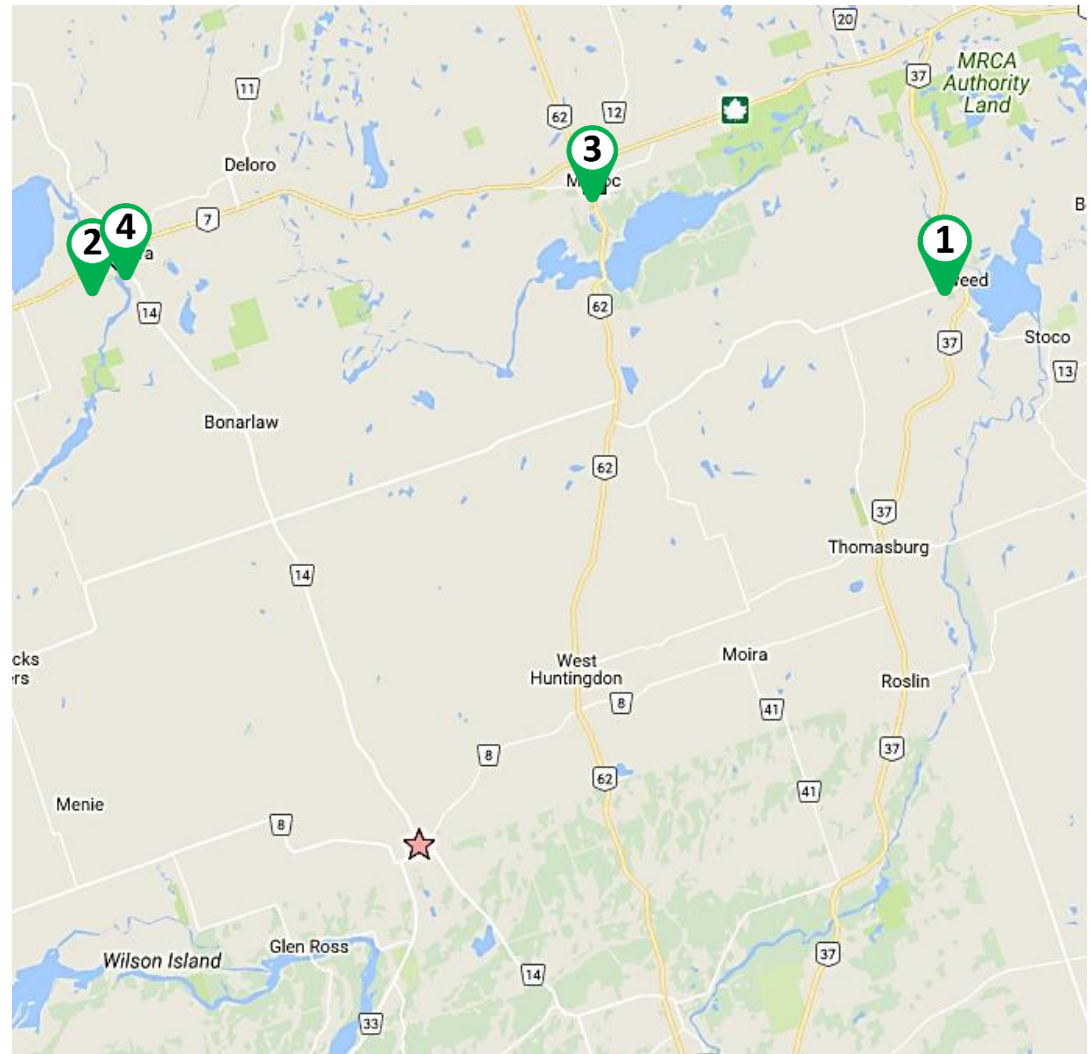 20
MRCA
Authority
Land
37
11
62
12
3
Deloro
7
2
4
1
14
62
37
Stoco
13
Bonarlaw
62
37
Thomasburg
14
West
Huntingdon
Moira
Roslin
8
41
8
37
62
41
Menie
8
Glen Ross
Wilson Island
14
37
33